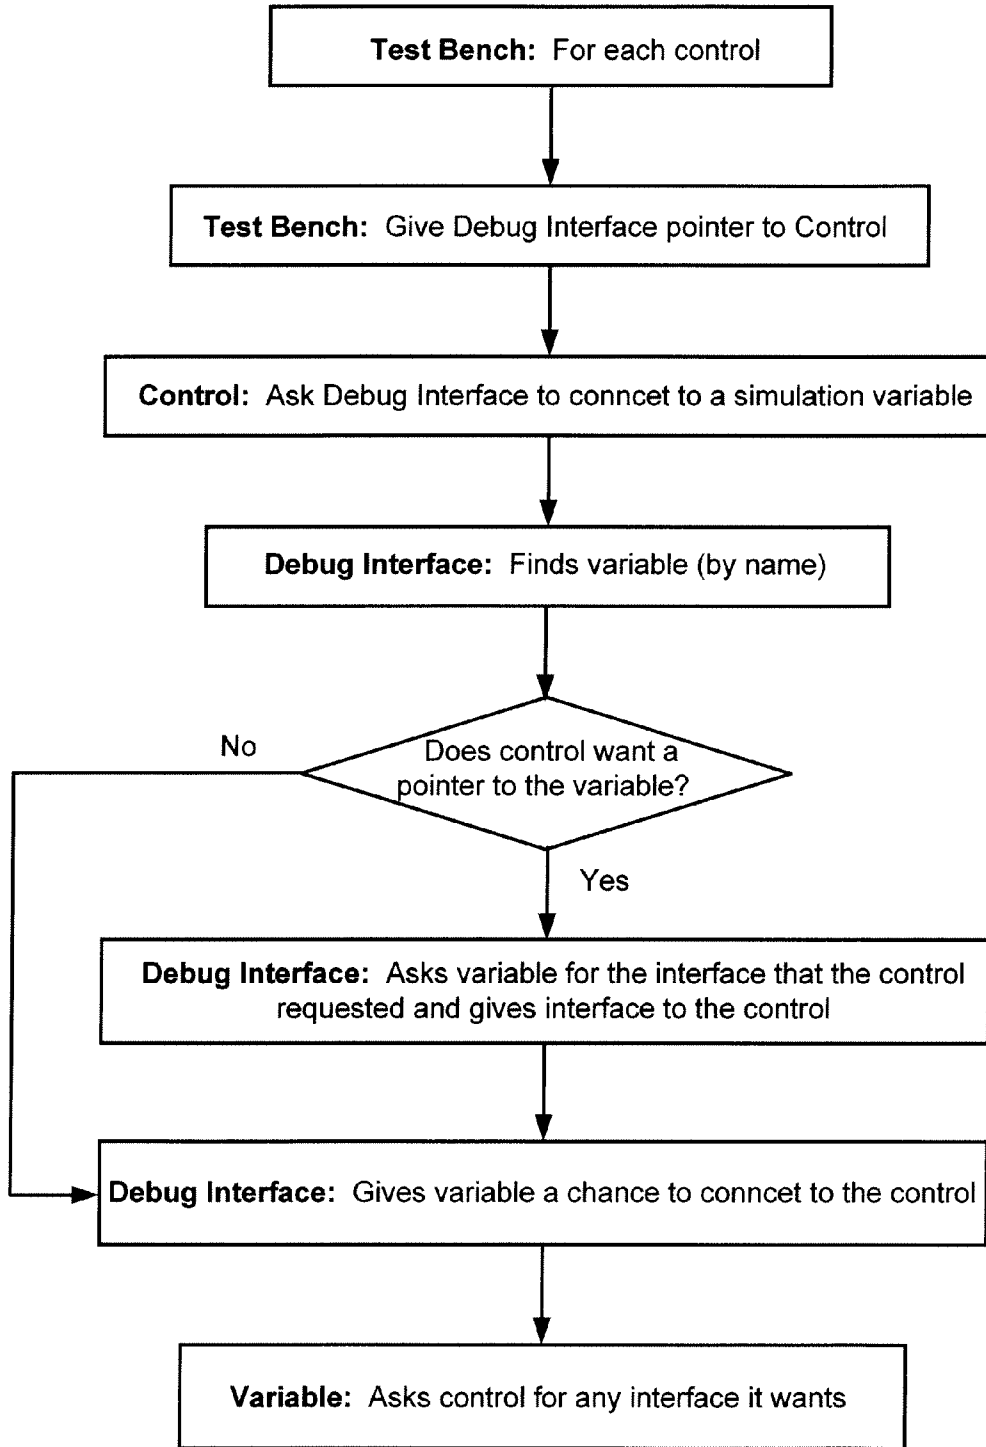 Test Bench: For each control
Test Bench: Give Debug Interface pointer to Control
Control: Ask Debug Interface to conncet to a simulation variable
Debug Interface: Finds variable (by name)
No
Does control want a
pointer to the variable?
Yes
Debug Interface: Asks variable for the interface that the control
requested and gives interface to the control
Debug Interface: Gives variable a chance to conncet to the control
Variable: Asks control for any interface it wants